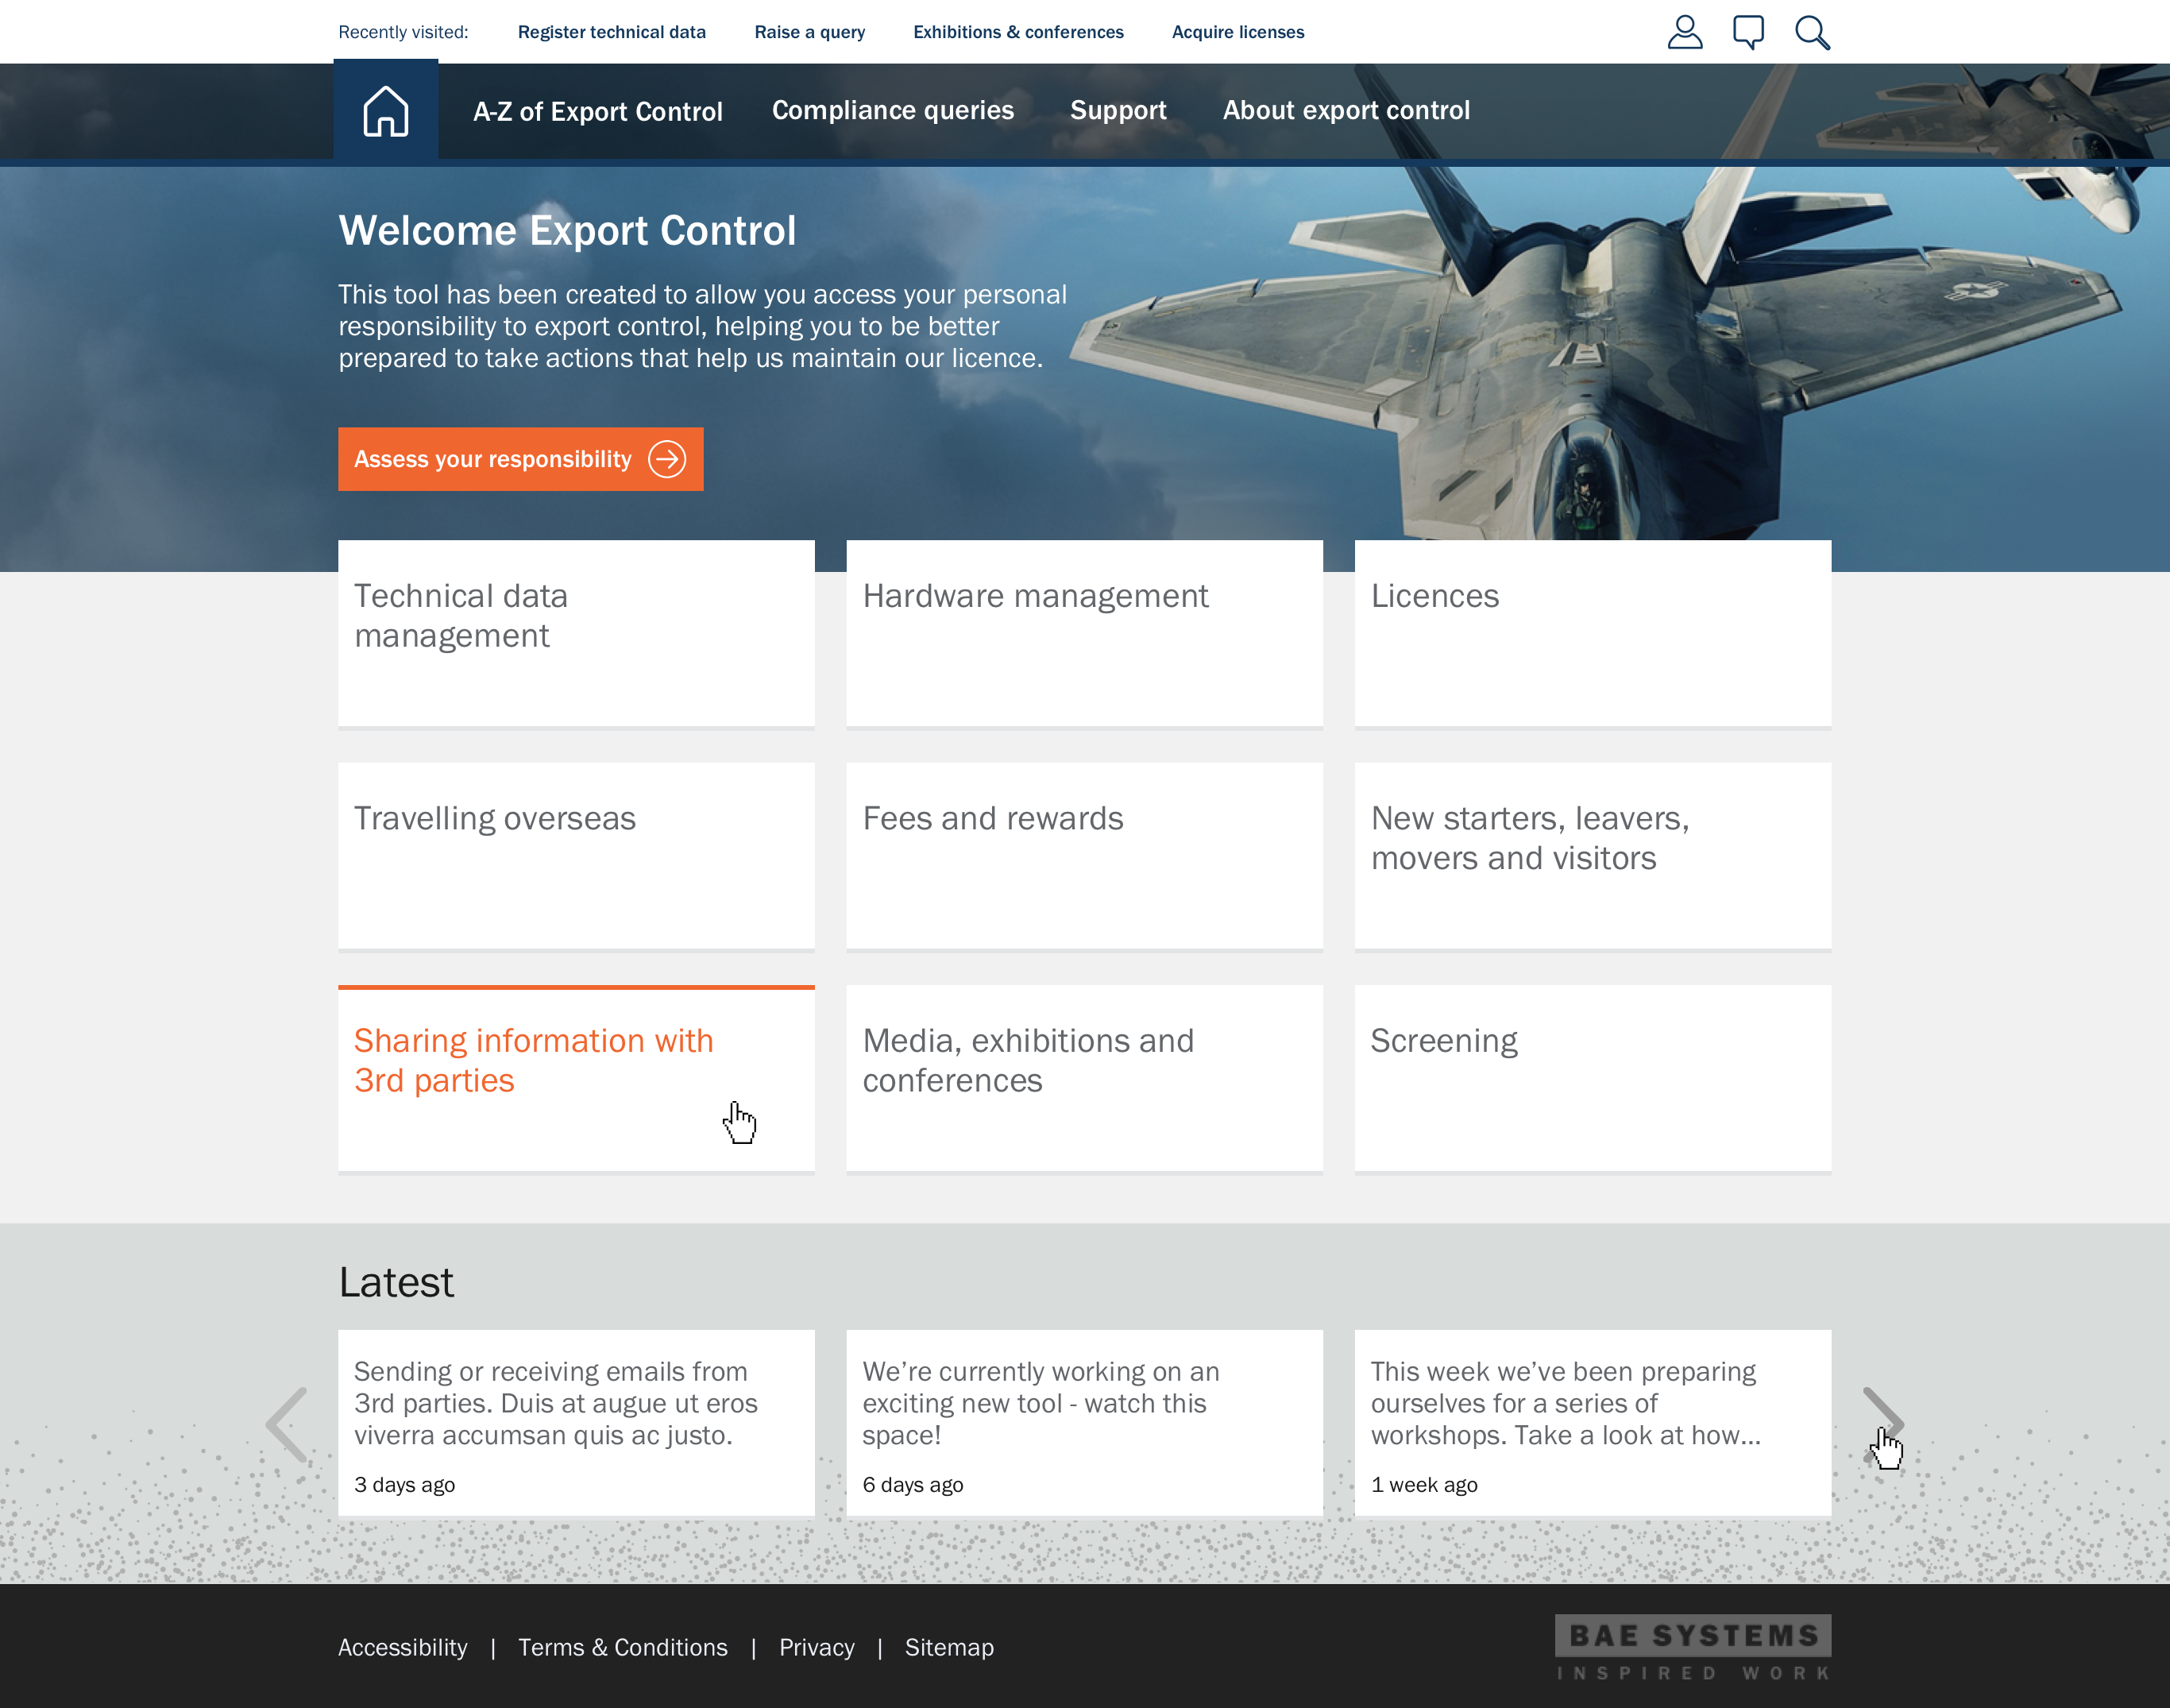 Recently visited: Register technical data Raise a query Exhibitions & conferences Acquire licenses
A-Z of Export Control Compliance queries Support About export control
Welcome Export Control
This tool has been created to allow you access your personal
responsibility to export control, helping you to be better
prepared to take actions that help us maintain our licence.
Assess your responsibility
Technical data
management
Hardware management
Licences
Travelling overseas
Fees and rewards
New starters, leavers,
movers and visitors
Sharing information with
3rd parties
Media, exhibitions and
conferences
Screening
Latest
Sending or receiving emails from
3rd parties. Duis at augue ut eros
viverra accumsan quis ac justo.
3 days ago
We’re currently working on an
exciting new tool - watch this
space!
6 days ago
This week we’ve been preparing
ourselves for a series of
workshops. Take a look at how...
1 week ago
Accessibility | Terms & Conditions | Privacy | Sitemap
BAE SYSTEMS
INSPIRED WORK